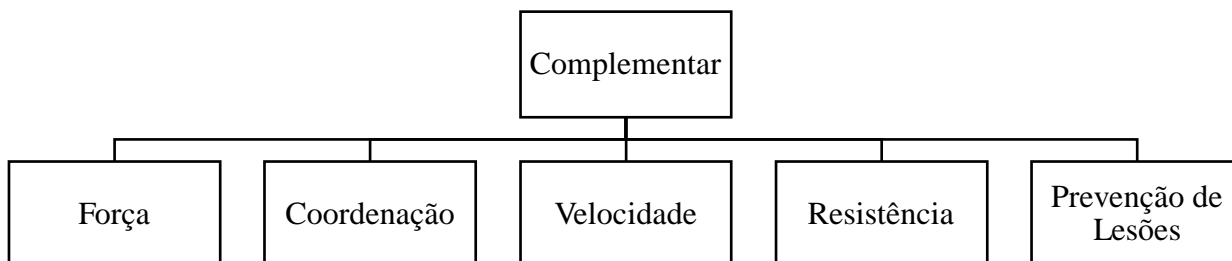 Complementar
Força
Coordenação
Velocidade
Resistência
Prevenção de
Lesões